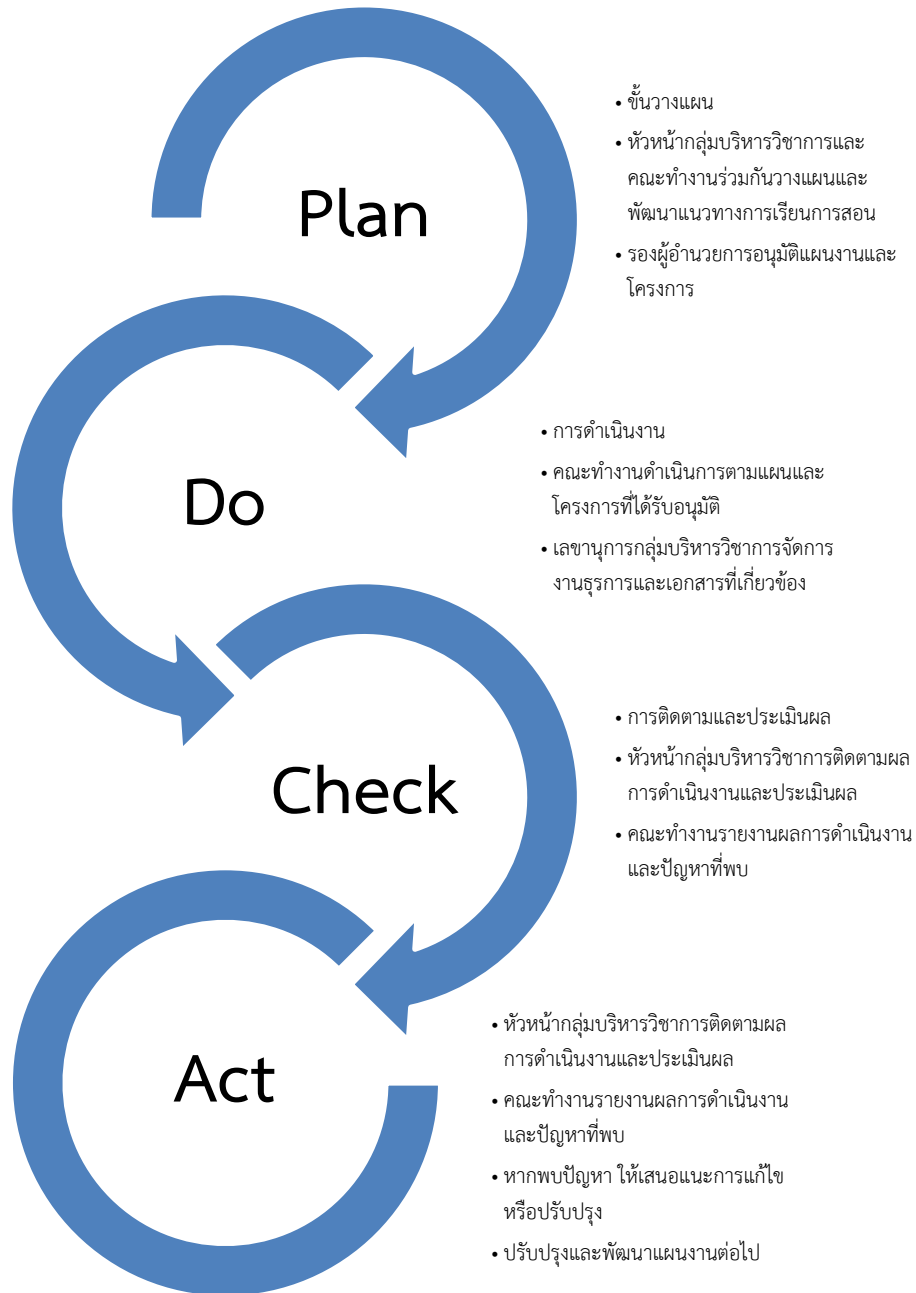 Plan
• ขั้นวางแผน
• หัวหน้ากลุ่มบริหารวิชาการและ
คณะทำงานร่วมกันวางแผนและ
พัฒนาแนวทางการเรียนการสอน
• รองผู้อำนวยการอนุมัติแผนงานและ
โครงการ
Do
• การดำเนินงาน
• คณะทำงานดำเนินการตามแผนและ
โครงการที่ได้รับอนุมัติ
• เลขานุการกลุ่มบริหารวิชาการจัดการ
งานธุรการและเอกสารที่เกี่ยวข้อง
Check
• การติดตามและประเมินผล
• หัวหน้ากลุ่มบริหารวิชาการติดตามผล
การดำเนินงานและประเมินผล
• คณะทำงานรายงานผลการดำเนินงาน
และปัญหาที่พบ
Act
• หัวหน้ากลุ่มบริหารวิชาการติดตามผล
การดำเนินงานและประเมินผล
• คณะทำงานรายงานผลการดำเนินงาน
และปัญหาที่พบ
• หากพบปัญหา ให้เสนอแนะการแก้ไข
หรือปรับปรุง
• ปรับปรุงและพัฒนาแผนงานต่อไป